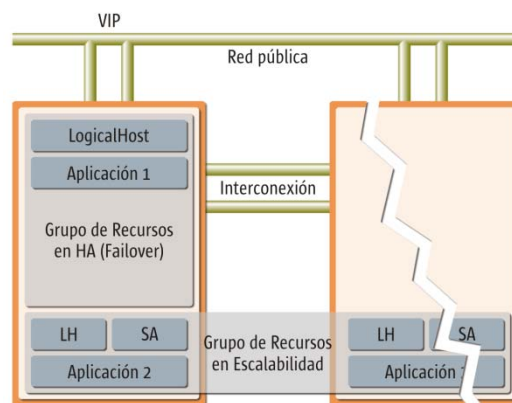 VIP
Red pública
LogicalHost
Aplicación 1
Interconexión
Grupo de Recursos
en HA (Failover)
LH
SA
Grupo de Recursos
en Escalabilidad
LH
SA
Aplicación 2
Aplicación